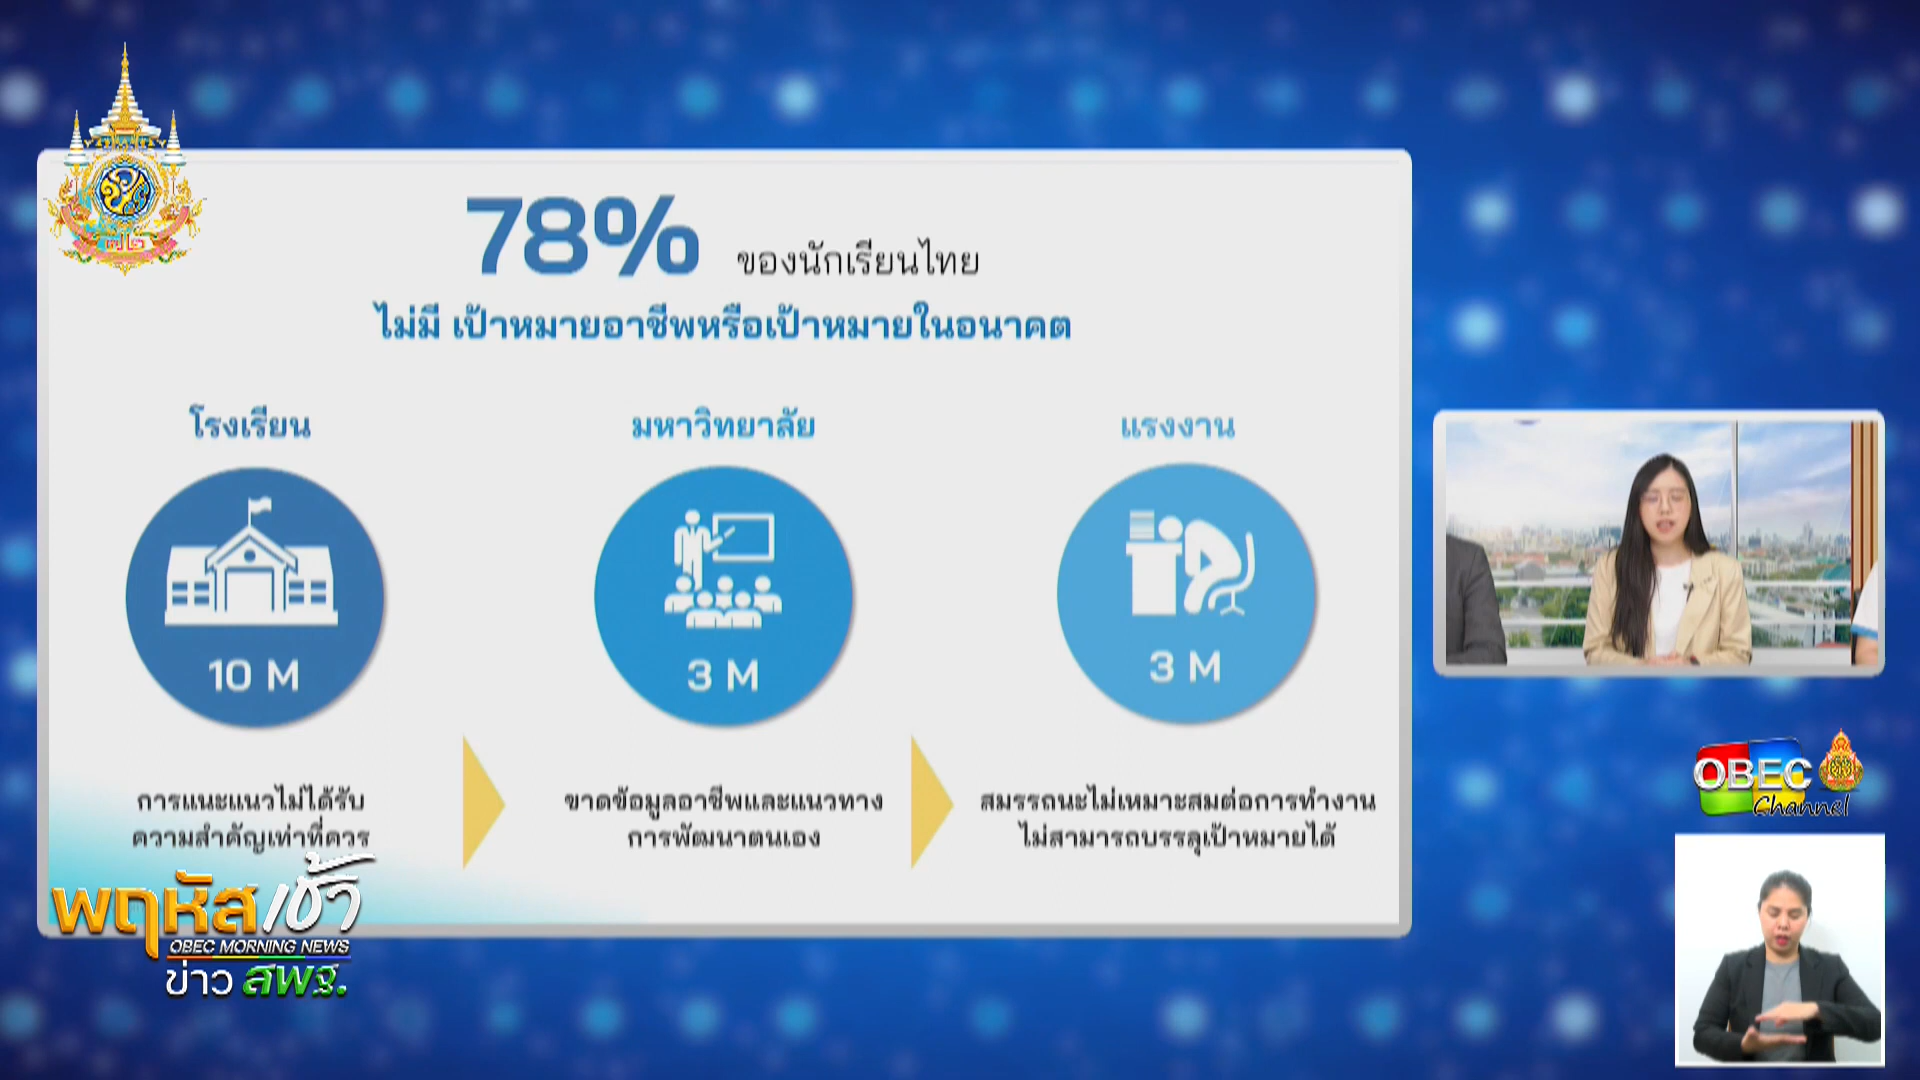 78% ของนักเรียนไทย
ไม่มี เป้าหมายอาชีพหรือเป้าหมายในอนาคต
โรงเรียน
10 M
การแนะแนวไม่ได้รับ
ความสำคัญเท่าที่ควร
มหาวิทยาลัย
3 M
ขาดข้อมูลอาชีพและแนวทาง
การพัฒนาตนเอง
แรงงาน
3 M
สมรรถนะไม่เหมาะสมต่อการทำงาน
ไม่สามารถบรรลุเป้าหมายได้
OBEC
Channel
พฤหัสเช้า
OBEC MORNING NEWS
ข่าว สพฐ.
๗๒